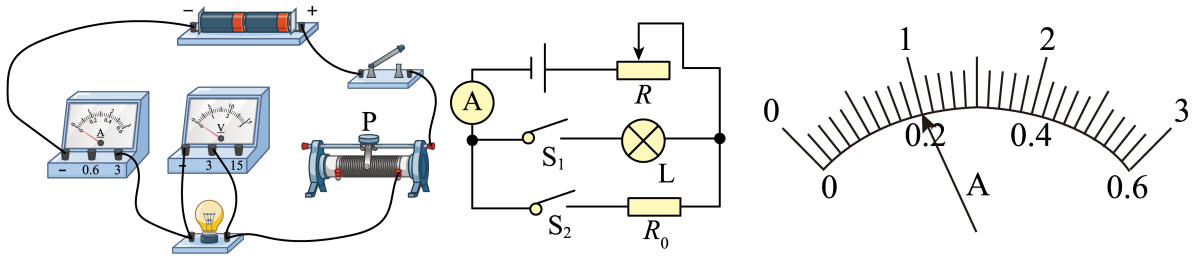 − +
P
A
− 0.6 3
V
− 3 15
A
R
S₁
L
S₂
R₀
0 1 2 3
0 0.2 0.4 0.6
A